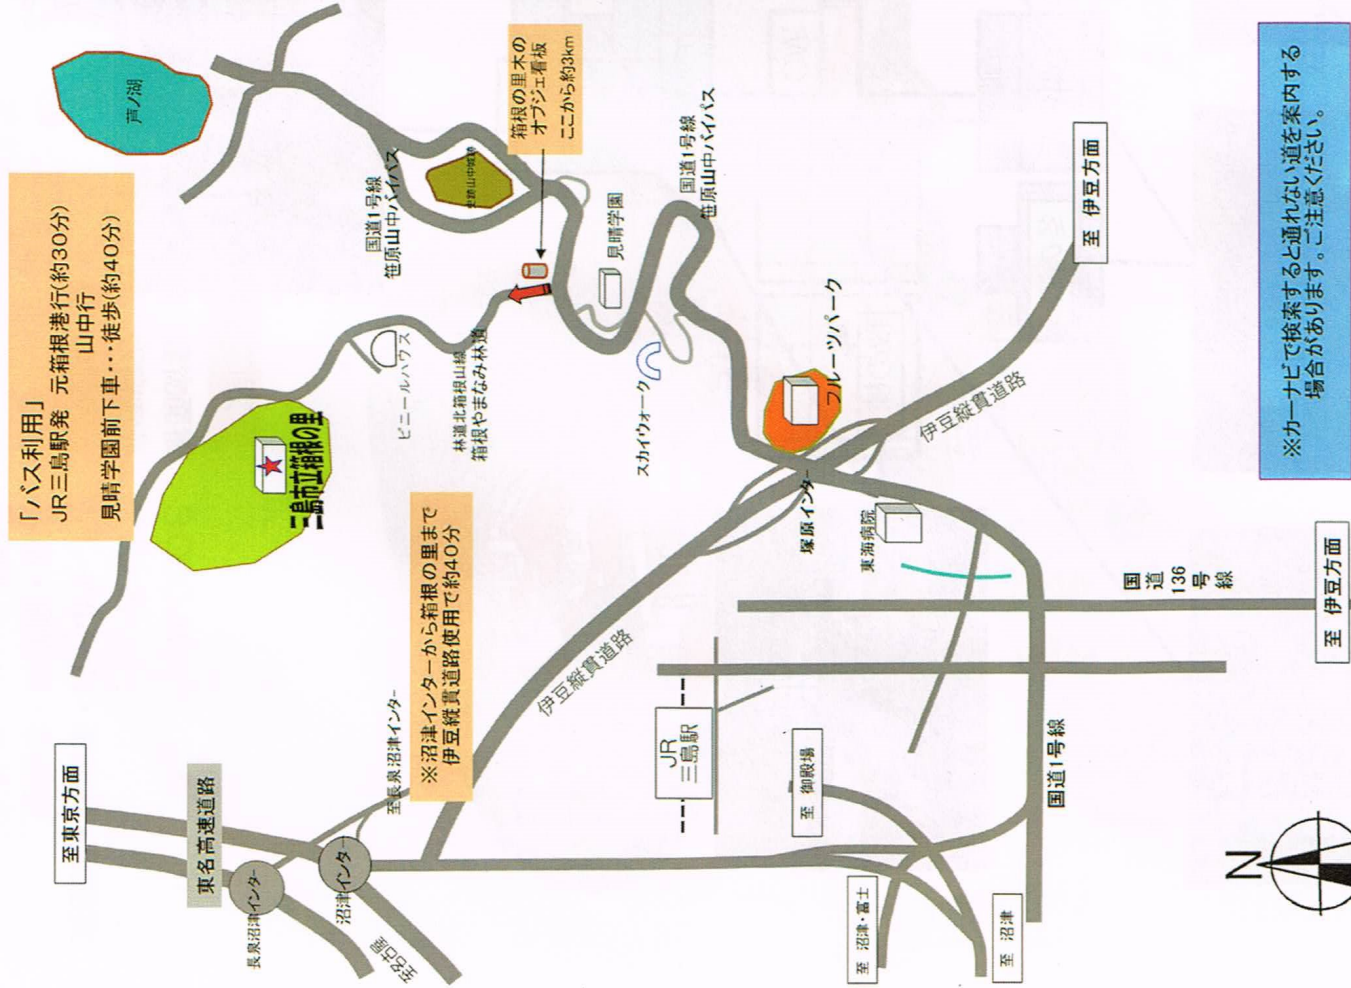 「バス利用」
JR三島駅発　元箱根港行(約30分)
山中行
見晴学園前下車・・・徒歩(約40分)
芦ノ湖
箱根の里木の
オブジェ看板
ここから約3km
国道1号線
笹原山中バイパス
史跡山中城跡
三島市立箱根の里
ビニールハウス
林道北箱根山線
箱根やまなみ林道
見晴学園
国道1号線
笹原山中バイパス
スカイウォーク
フルーツパーク
至東京方面
東名高速道路
長泉沼津インター
沼津インター
至名古屋
至長泉沼津インター
※沼津インターから箱根の里まで
伊豆縦貫道路使用で約40分
伊豆縦貫道路
伊豆縦貫道路
塚原インター
東海病院
至 伊豆方面
JR
三島駅
至 御殿場
至 沼津・富士
至 沼津
国道1号線
国道136号線
至 伊豆方面
N
※カーナビで検索すると通れない道を案内する
場合があります。ご注意ください。